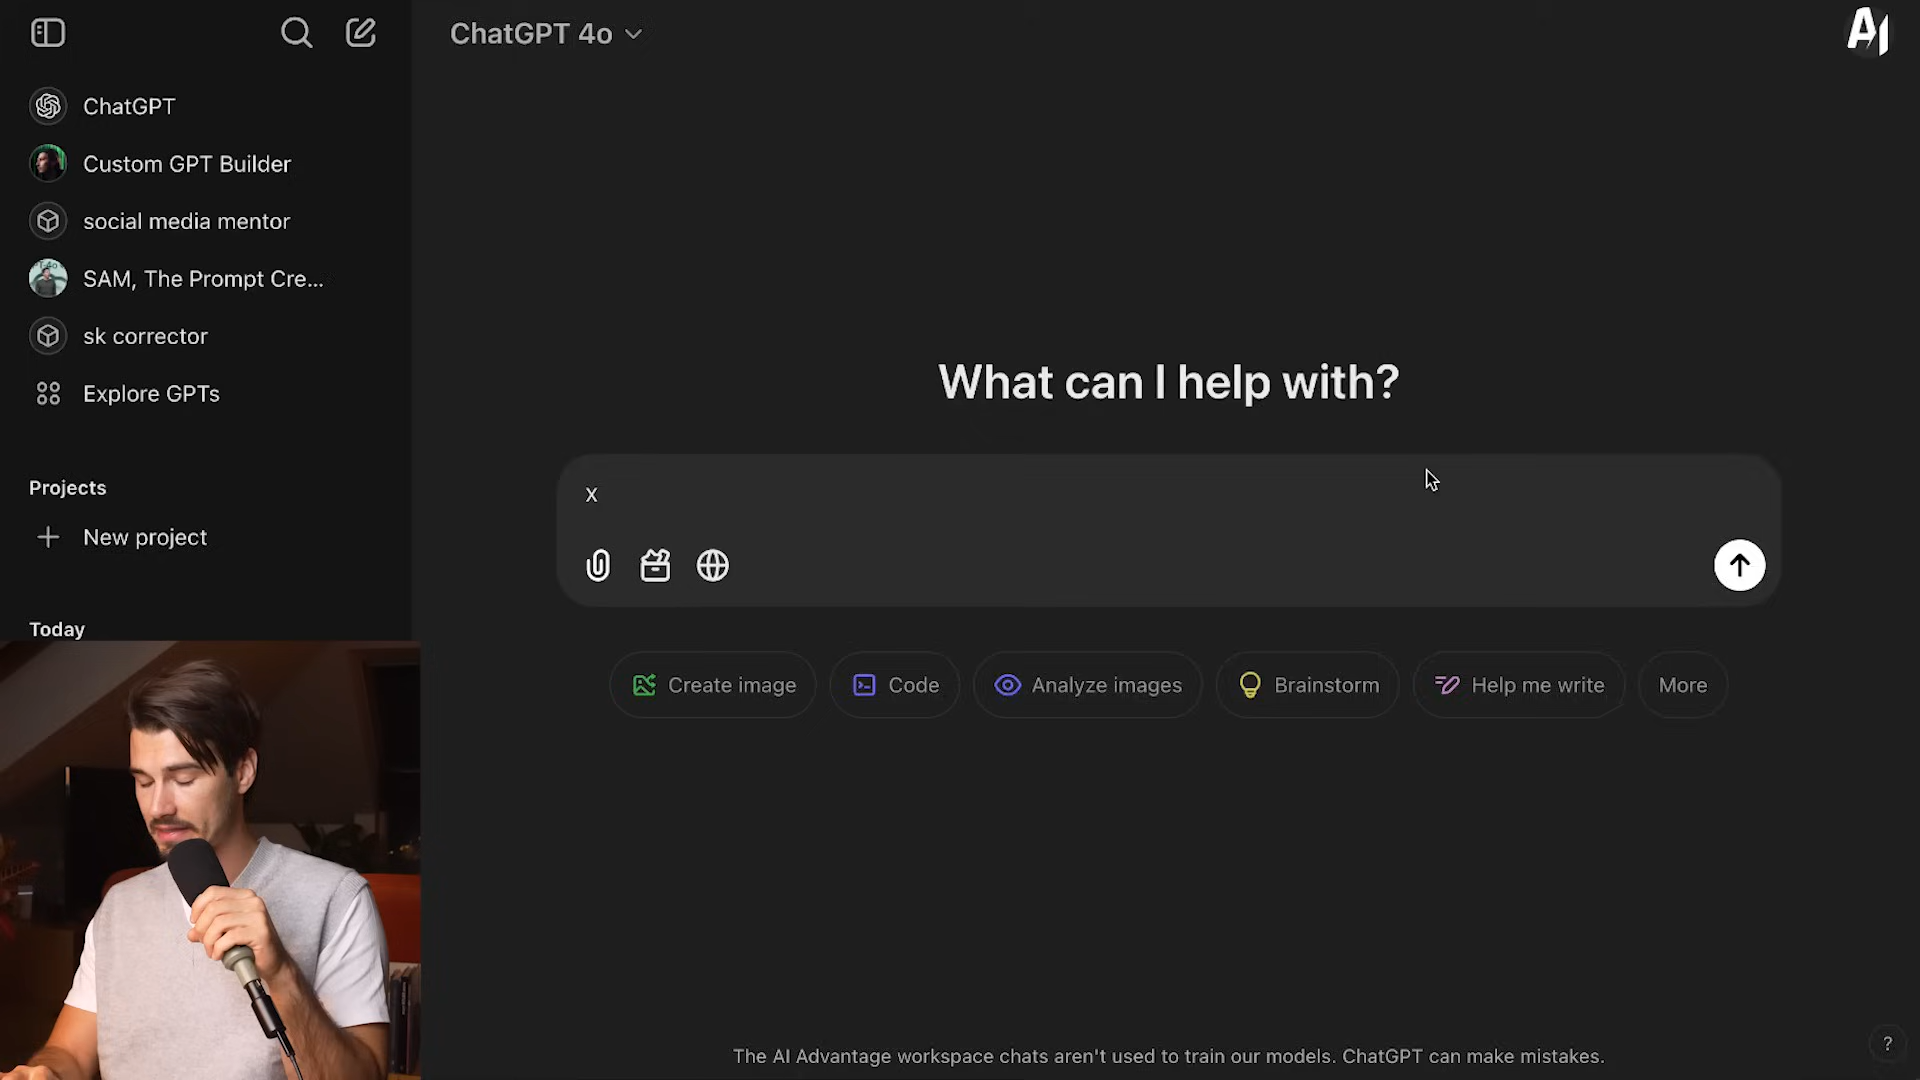 ChatGPT 4o
AI
ChatGPT
Custom GPT Builder
social media mentor
SAM, The Prompt Cre...
sk corrector
Explore GPTs
Projects
New project
Today
What can I help with?
x
Create image
Code
Analyze images
Brainstorm
Help me write
More
The AI Advantage workspace chats aren't used to train our models. ChatGPT can make mistakes.
?